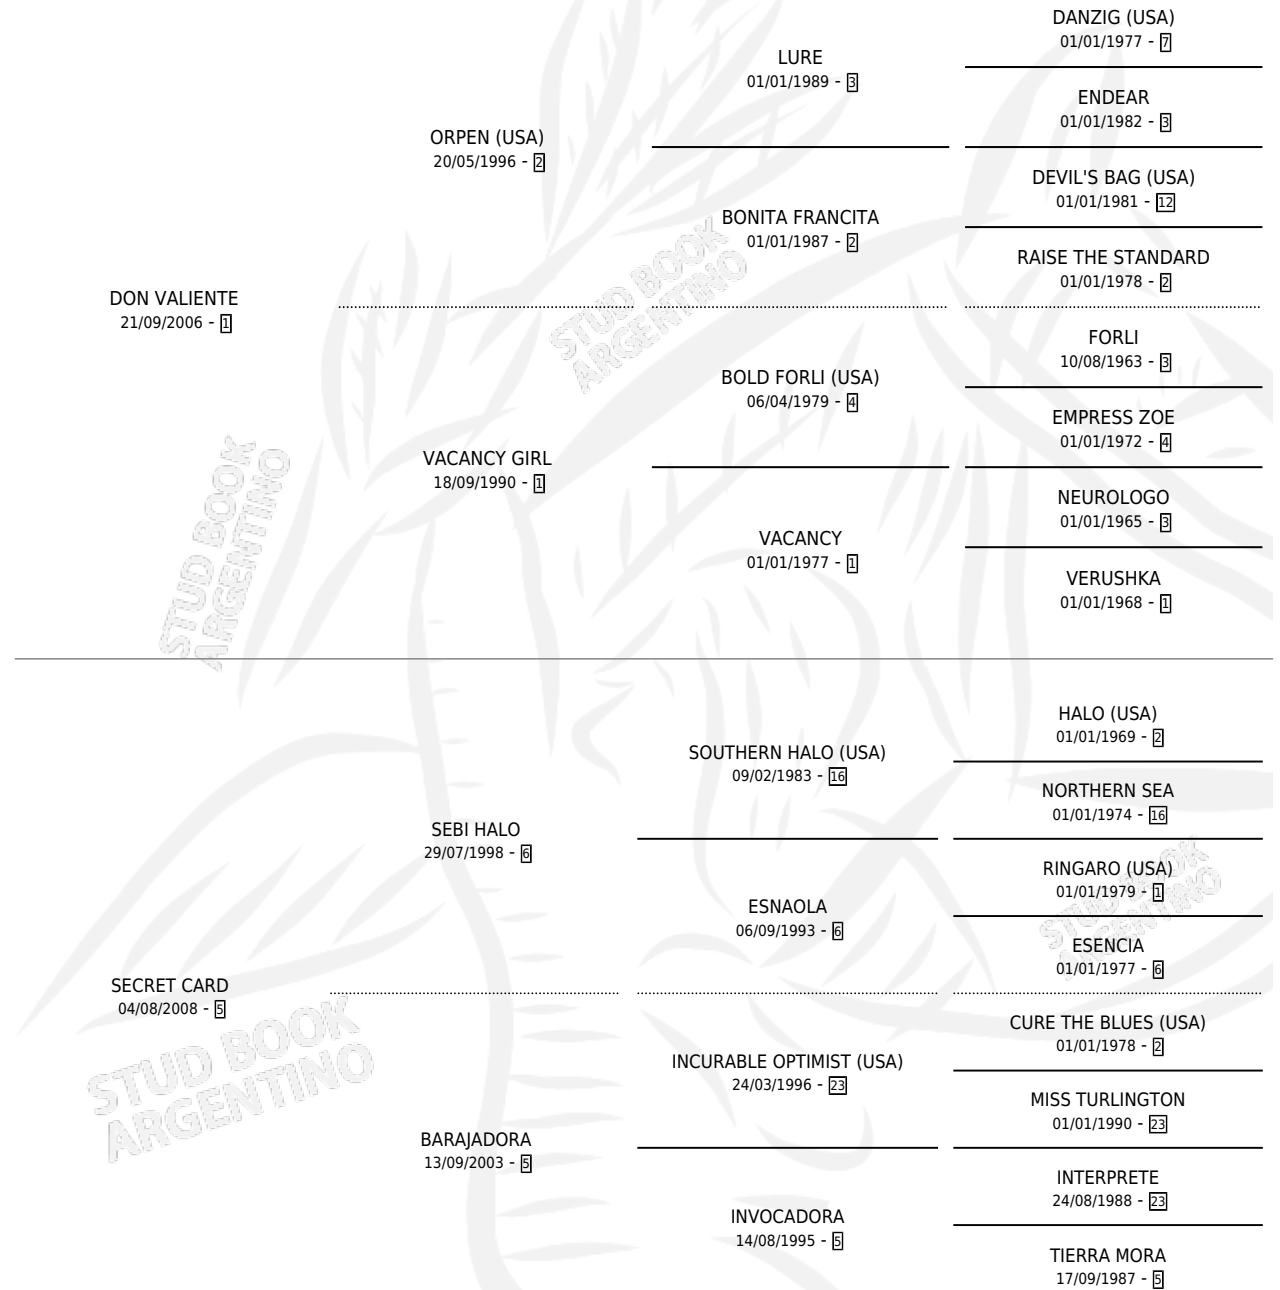 DANZIG (USA)
01/01/1977 - 7
LURE
01/01/1989 - 3
ENDEAR
01/01/1982 - 3
ORPEN (USA)
20/05/1996 - 2
DEVIL'S BAG (USA)
01/01/1981 - 12
BONITA FRANCITA
01/01/1987 - 2
RAISE THE STANDARD
01/01/1978 - 2
DON VALIENTE
21/09/2006 - 1
FORLI
10/08/1963 - 3
BOLD FORLI (USA)
06/04/1979 - 4
EMPRESS ZOE
01/01/1972 - 4
VACANCY GIRL
18/09/1990 - 1
NEUROLOGO
01/01/1965 - 3
VACANCY
01/01/1977 - 1
VERUSHKA
01/01/1968 - 1
STUD BOOK
ARGENTINO
STUD BOOK
ARGENTINO
HALO (USA)
01/01/1969 - 2
SOUTHERN HALO (USA)
09/02/1983 - 16
NORTHERN SEA
01/01/1974 - 16
SEBI HALO
29/07/1998 - 6
RINGARO (USA)
01/01/1979 - 1
ESNAOLA
06/09/1993 - 6
ESENCIA
01/01/1977 - 6
STUD BOOK
ARGENTINO
SECRET CARD
04/08/2008 - 5
CURE THE BLUES (USA)
01/01/1978 - 2
INCURABLE OPTIMIST (USA)
24/03/1996 - 23
MISS TURLINGTON
01/01/1990 - 23
BARAJADORA
13/09/2003 - 5
INTERPRETE
24/08/1988 - 23
INVOCADORA
14/08/1995 - 5
TIERRA MORA
17/09/1987 - 5
STUD BOOK
ARGENTINO